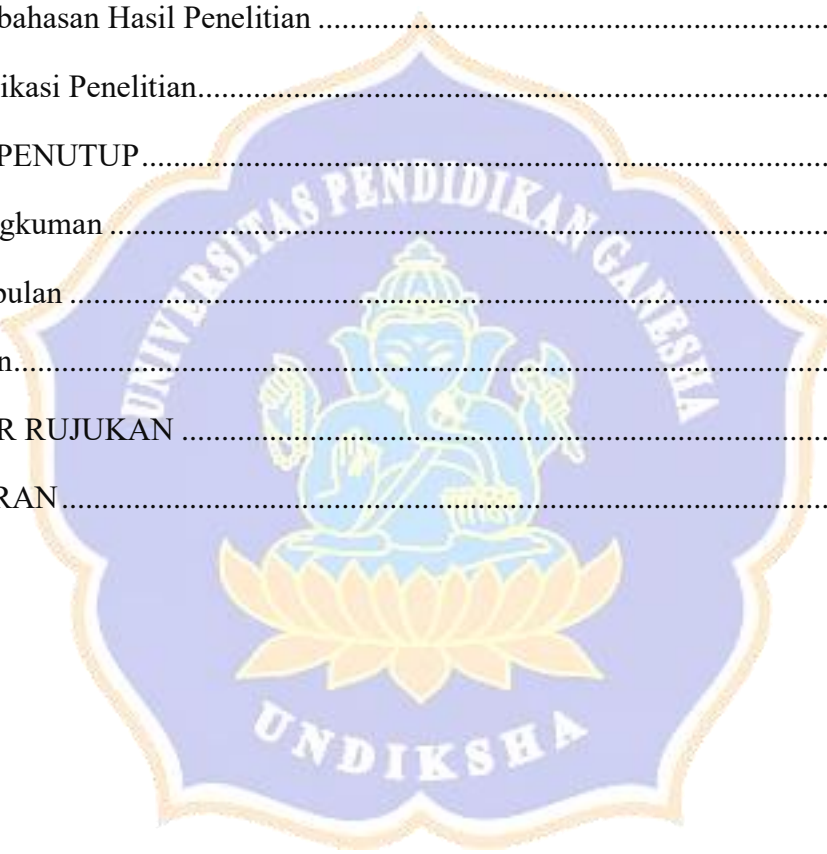 bahasan Hasil Penelitian ...............................................................
ikasi Penelitian...............................................................................
PENUTUP.......................................................................................
gkuman ...........................................................................................
pulan ................................................................................................
n........................................................................................................
R RUJUKAN ..................................................................................
RAN.................................................................................................
UNIVERSITAS PENDIDIKAN GANESHA
UNDIKSHA